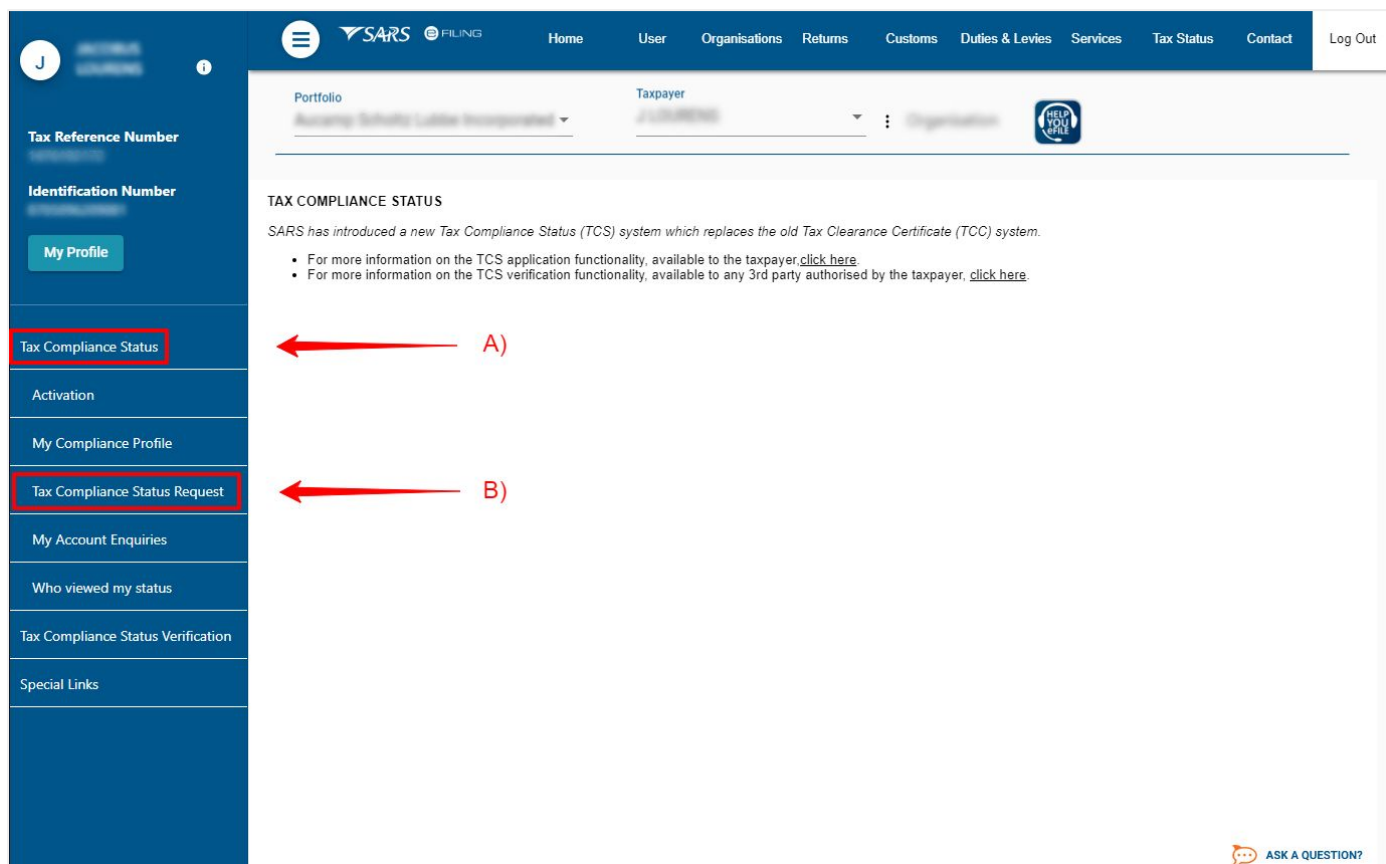 J
Tax Reference Number
Identification Number
My Profile
Tax Compliance Status
Activation
My Compliance Profile
Tax Compliance Status Request
My Account Enquiries
Who viewed my status
Tax Compliance Status Verification
Special Links
SARS e FILING
Home User Organisations Returns Customs Duties & Levies Services Tax Status Contact Log Out
Portfolio Taxpayer
HELP
YOU
eFILE
TAX COMPLIANCE STATUS
SARS has introduced a new Tax Compliance Status (TCS) system which replaces the old Tax Clearance Certificate (TCC) system.
• For more information on the TCS application functionality, available to the taxpayer,click here.
• For more information on the TCS verification functionality, available to any 3rd party authorised by the taxpayer, click here.
A)
B)
ASK A QUESTION?